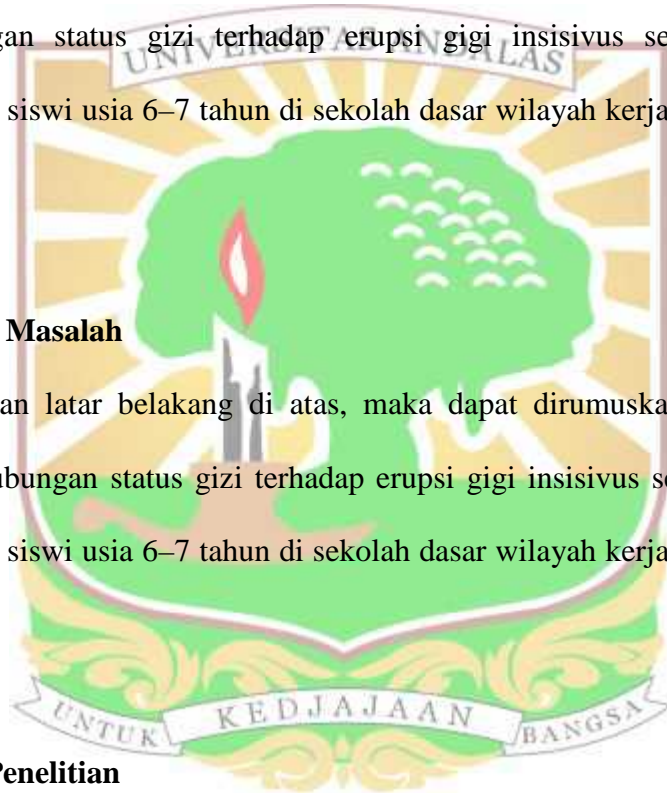 gan status gizi terhadap erupsi gigi insisivus se
UNIVERSITAS ANDALAS
siswi usia 6–7 tahun di sekolah dasar wilayah kerja
Masalah
an latar belakang di atas, maka dapat dirumuska
ubungan status gizi terhadap erupsi gigi insisivus se
siswi usia 6–7 tahun di sekolah dasar wilayah kerja
UNTUK KEDJAJAAN BANGSA
Penelitian